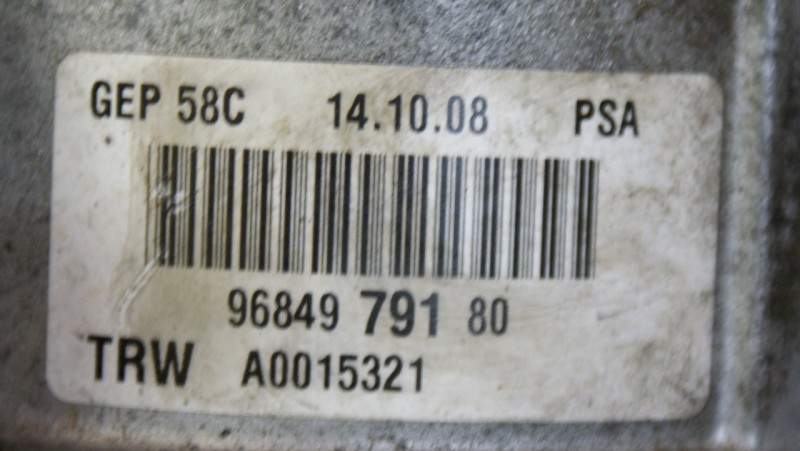 GEP 58C 14.10.08 PSA
96849 791 80
TRW A0015321